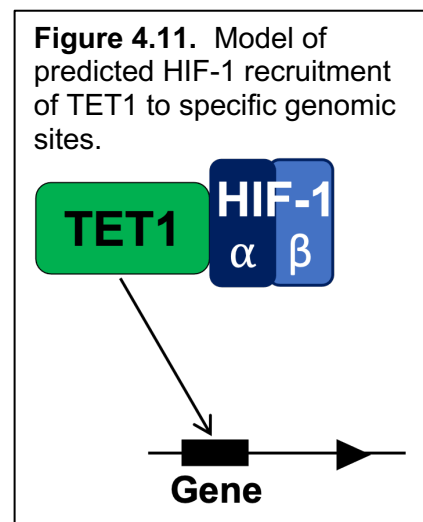 Figure 4.11. Model of
predicted HIF-1 recruitment
of TET1 to specific genomic
sites.
TET1
HIF-1
α β
Gene